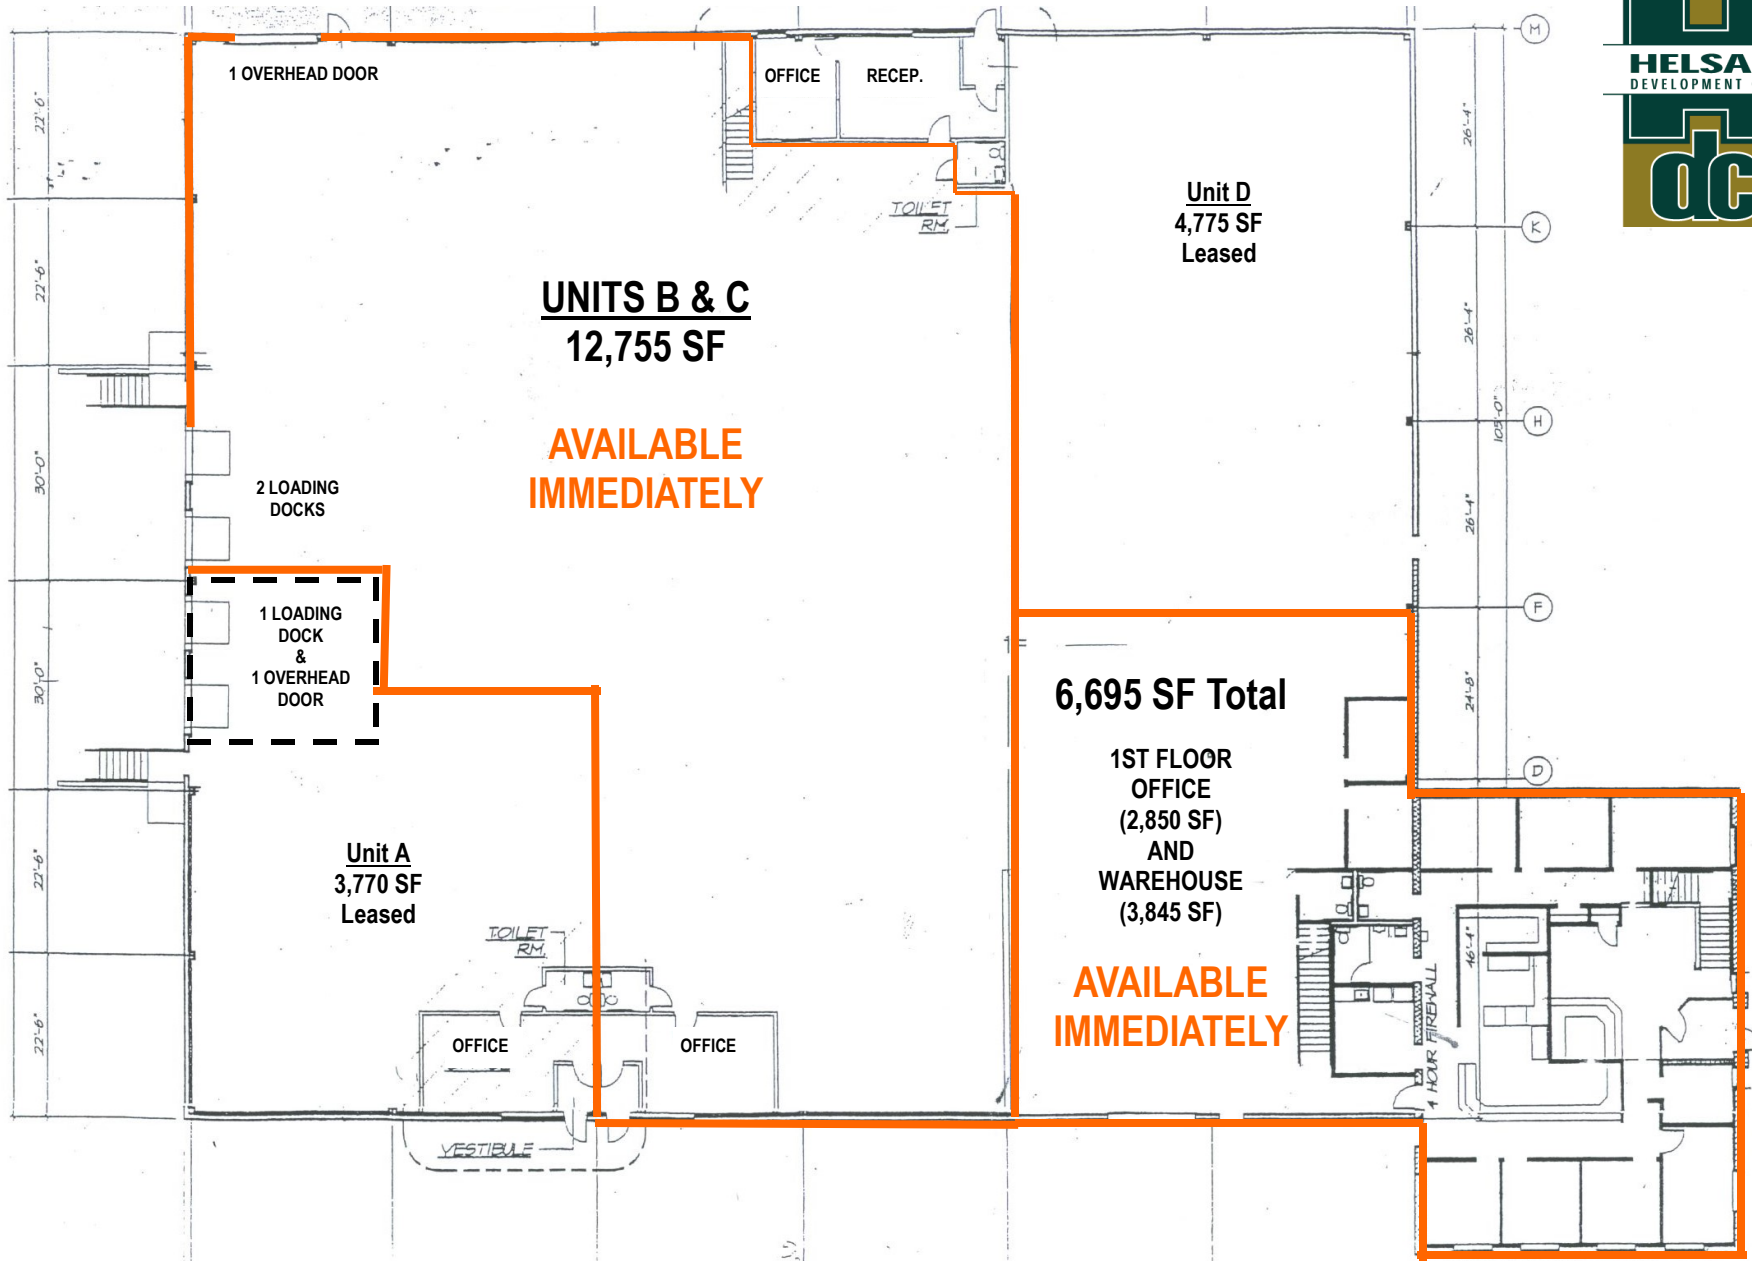 M
HELSA
DEVELOPMENT
dc
1 OVERHEAD DOOR
OFFICE
RECEP.
22'-6"
26'-4"
TOILET
RM.
Unit D
4,775 SF
Leased
K
22'-6"
UNITS B & C
12,755 SF
26'-4"
AVAILABLE
IMMEDIATELY
105'-0"
H
30'-0"
2 LOADING
DOCKS
26'-4"
1 LOADING
DOCK
&
1 OVERHEAD
DOOR
F
30'-0"
6,695 SF Total
24'-8"
1ST FLOOR
OFFICE
(2,850 SF)
AND
WAREHOUSE
(3,845 SF)
D
22'-6"
Unit A
3,770 SF
Leased
TOILET
RM.
46'-4"
AVAILABLE
IMMEDIATELY
4 HOUR FIREWALL
22'-6"
OFFICE
OFFICE
VESTIBULE